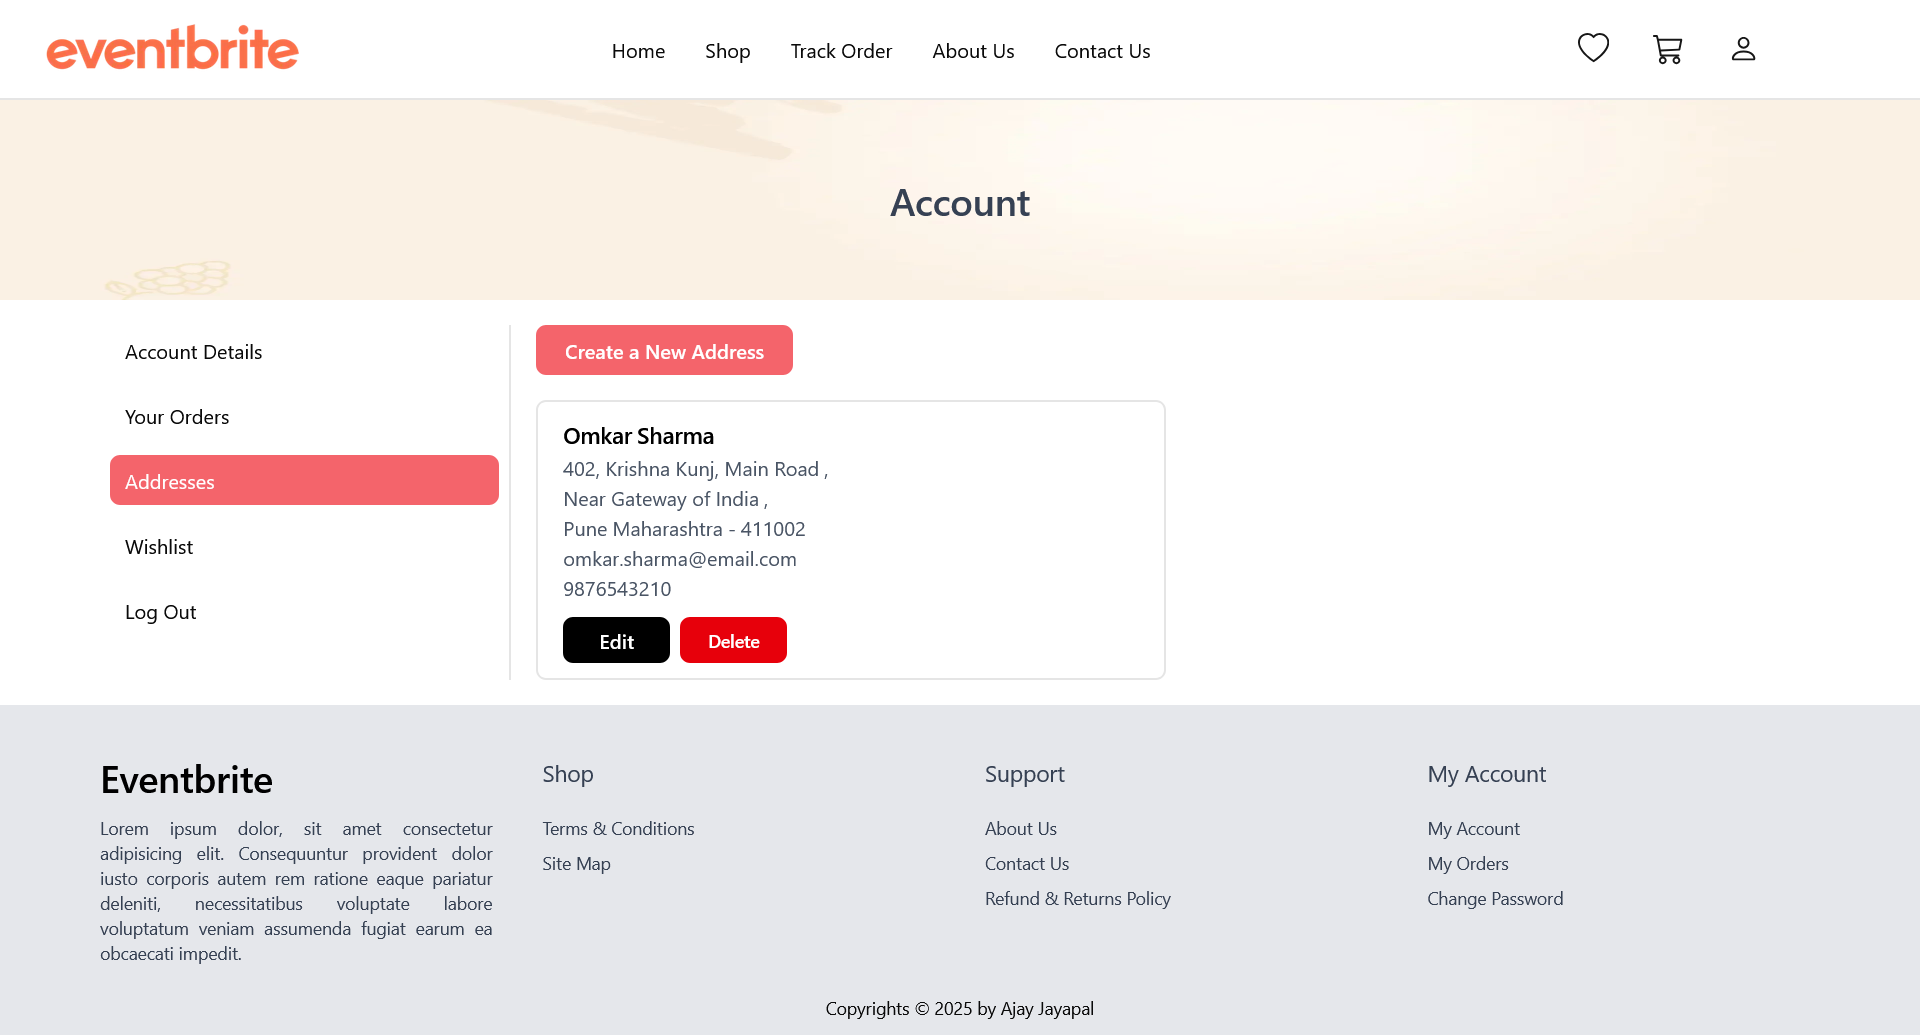 eventbrite
Home
Shop
Track Order
About Us
Contact Us
Account
Account Details
Your Orders
Addresses
Wishlist
Log Out
Create a New Address
Omkar Sharma
402, Krishna Kunj, Main Road ,
Near Gateway of India ,
Pune Maharashtra - 411002
omkar.sharma@email.com
9876543210
Edit
Delete
Eventbrite
Lorem ipsum dolor, sit amet consectetur
adipisicing elit. Consequuntur provident dolor
iusto corporis autem rem ratione eaque pariatur
deleniti, necessitatibus voluptate labore
voluptatum veniam assumenda fugiat earum ea
obcaecati impedit.
Shop
Terms & Conditions
Site Map
Support
About Us
Contact Us
Refund & Returns Policy
My Account
My Account
My Orders
Change Password
Copyrights © 2025 by Ajay Jayapal